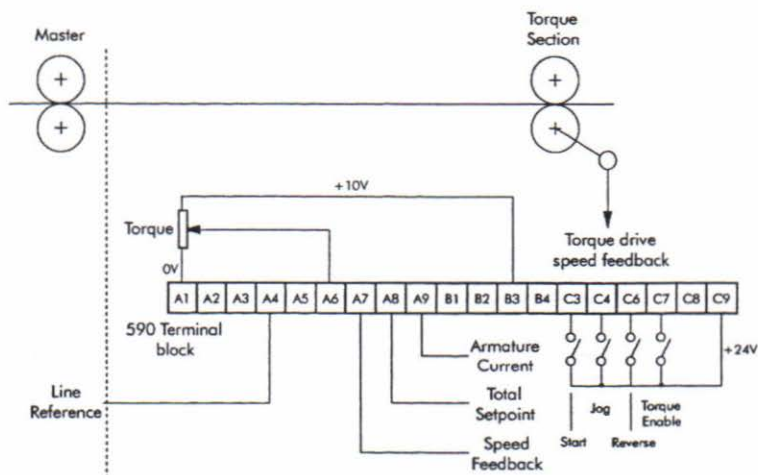 Master
Torque
Section
+10V
Torque
0V
Torque drive
speed feedback
A1 A2 A3 A4 A5 A6 A7 A8 A9 B1 B2 B3 B4 C3 C4 C6 C7 C8 C9
590 Terminal
block
Armature
Current
+24V
Line
Reference
Total
Setpoint
Jog
Torque
Enable
Start
Reverse
Speed
Feedback